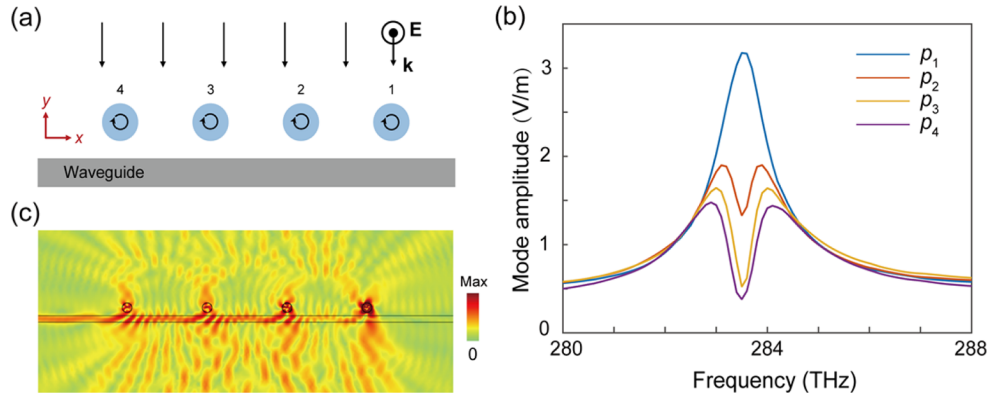 (a)
E
k
4 3 2 1
y
x
Waveguide
(c)
Max
0
(b)
Mode amplitude (V/m)
3
2
1
0
280 284 288
Frequency (THz)
p1
p2
p3
p4